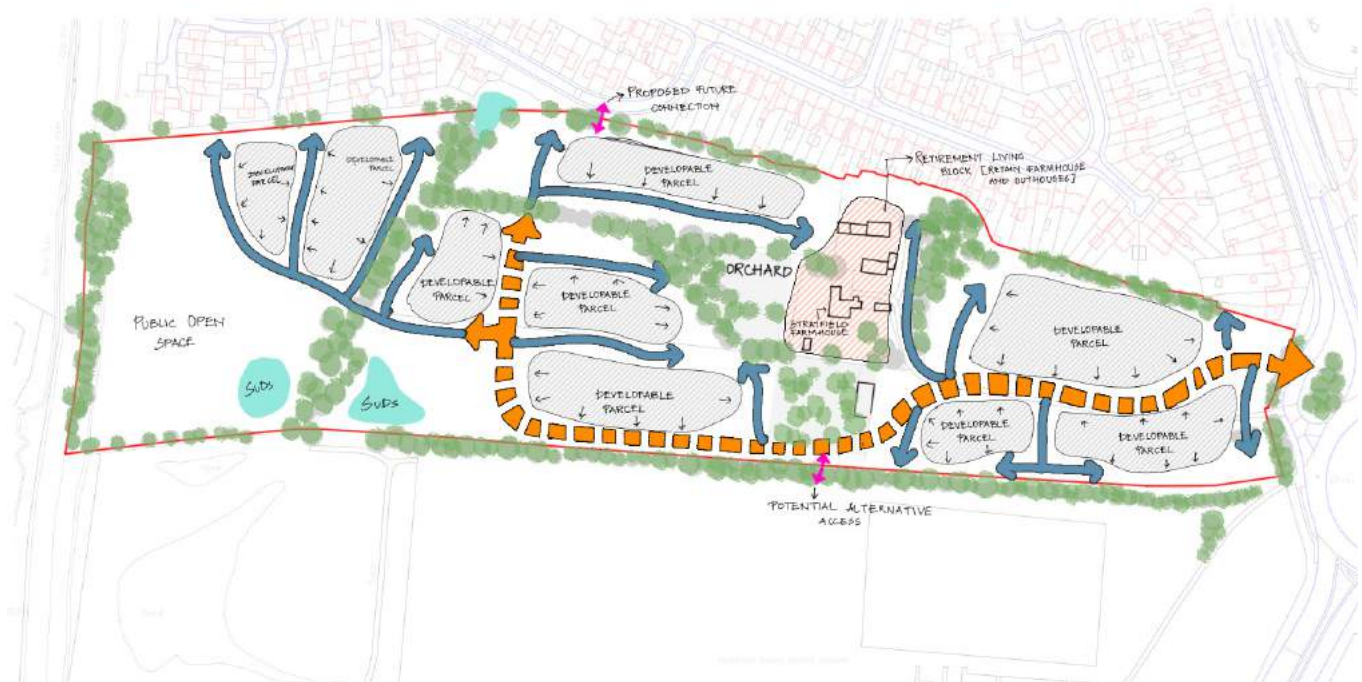 PROPOSED FUTURE
CONNECTION
RETIREMENT LIVING
BLOCK [RETAIN FARMHOUSE
AND OUTHOUSES]
DEVELOPABLE
PARCEL
DEVELOPABLE
PARCEL
DEVELOPABLE
PARCEL
DEVELOPABLE
PARCEL
ORCHARD
DEVELOPABLE
PARCEL
STRATFIELD
FARMHOUSE
DEVELOPABLE
PARCEL
PUBLIC OPEN
SPACE
SUDS
SUDS
DEVELOPABLE
PARCEL
DEVELOPABLE
PARCEL
DEVELOPABLE
PARCEL
POTENTIAL ALTERNATIVE
ACCESS